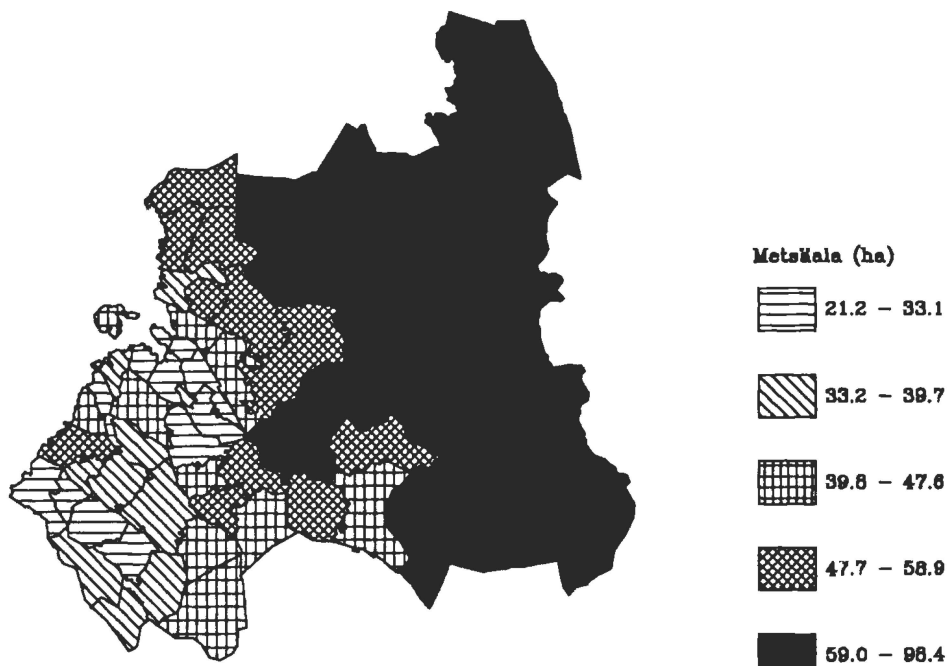 Metsäala (ha)
21.2 – 33.1
33.2 – 39.7
39.8 – 47.6
47.7 – 58.9
59.0 – 98.4